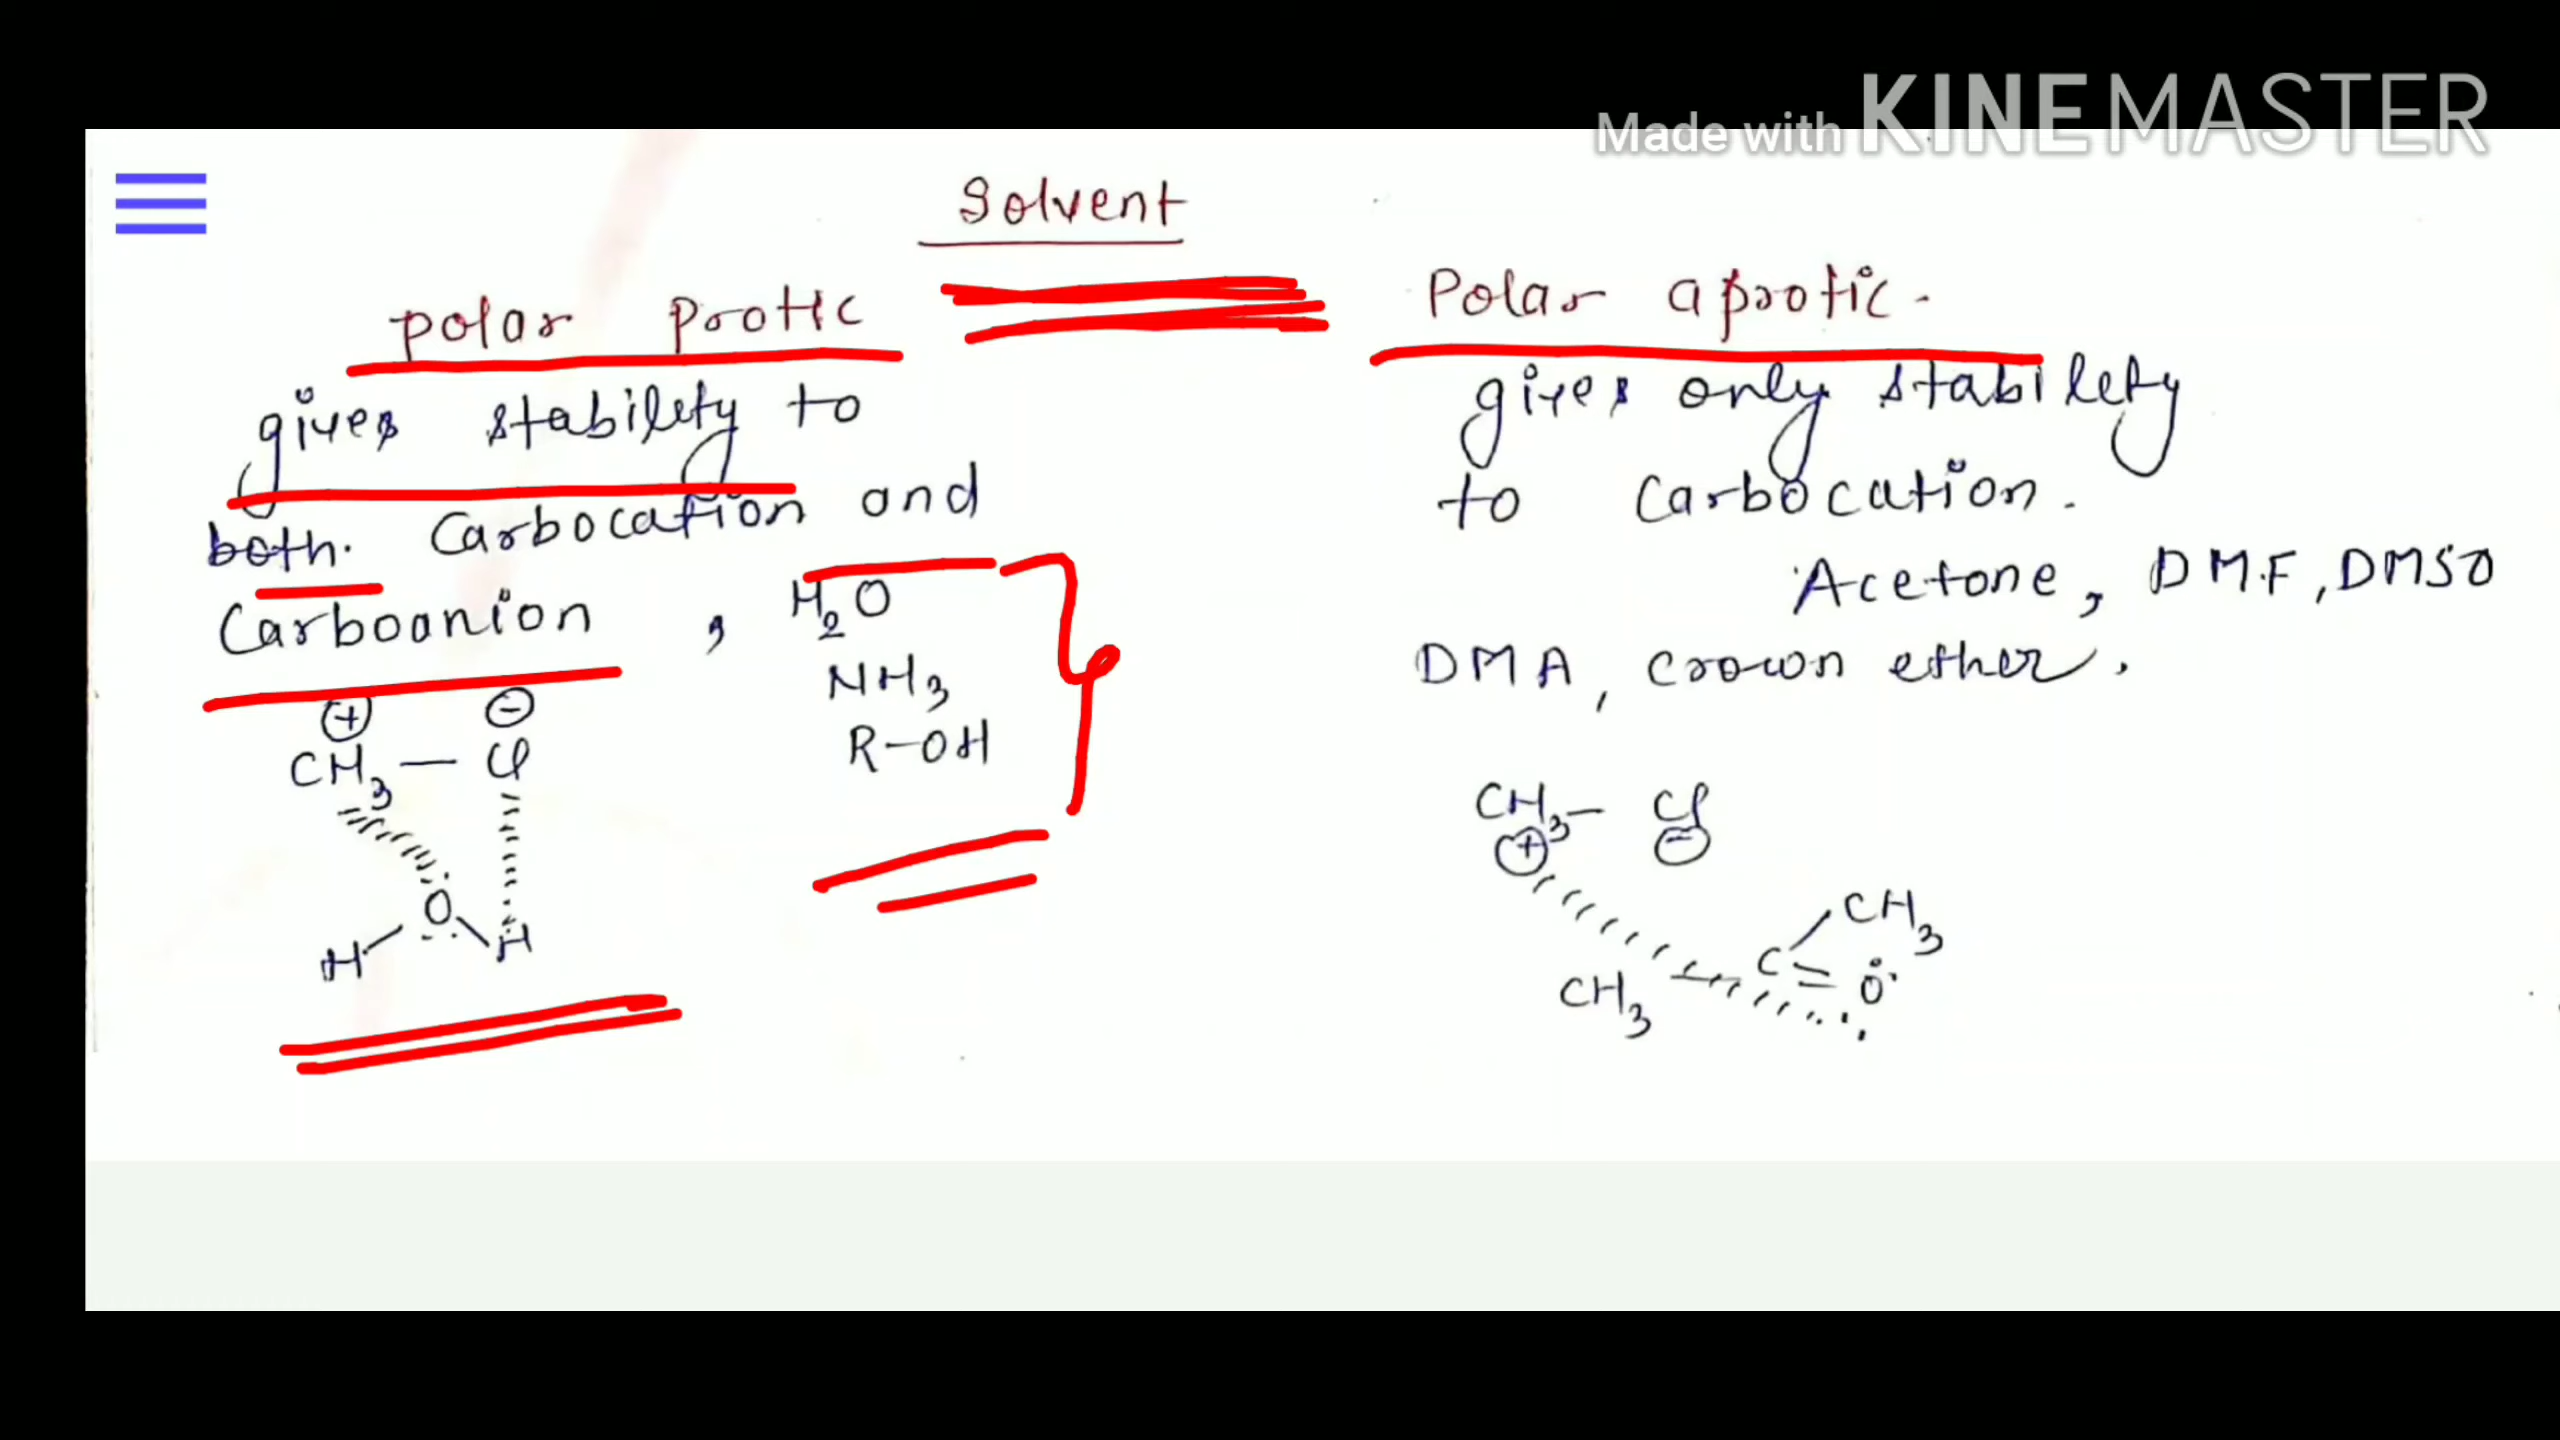 Made with KINEMASTER
Solvent
polar protic
gives stability to
both. Carbocation and
Carboanion , H2O
NH3
R-OH
+ -
CH3 — Cl
O
H H
Polar aprotic.
gives only stability
to Carbocation.
Acetone, DMF, DMSO
DMA, crown ether.
CH3 — Cl
+ -
CH3
C = O
CH3